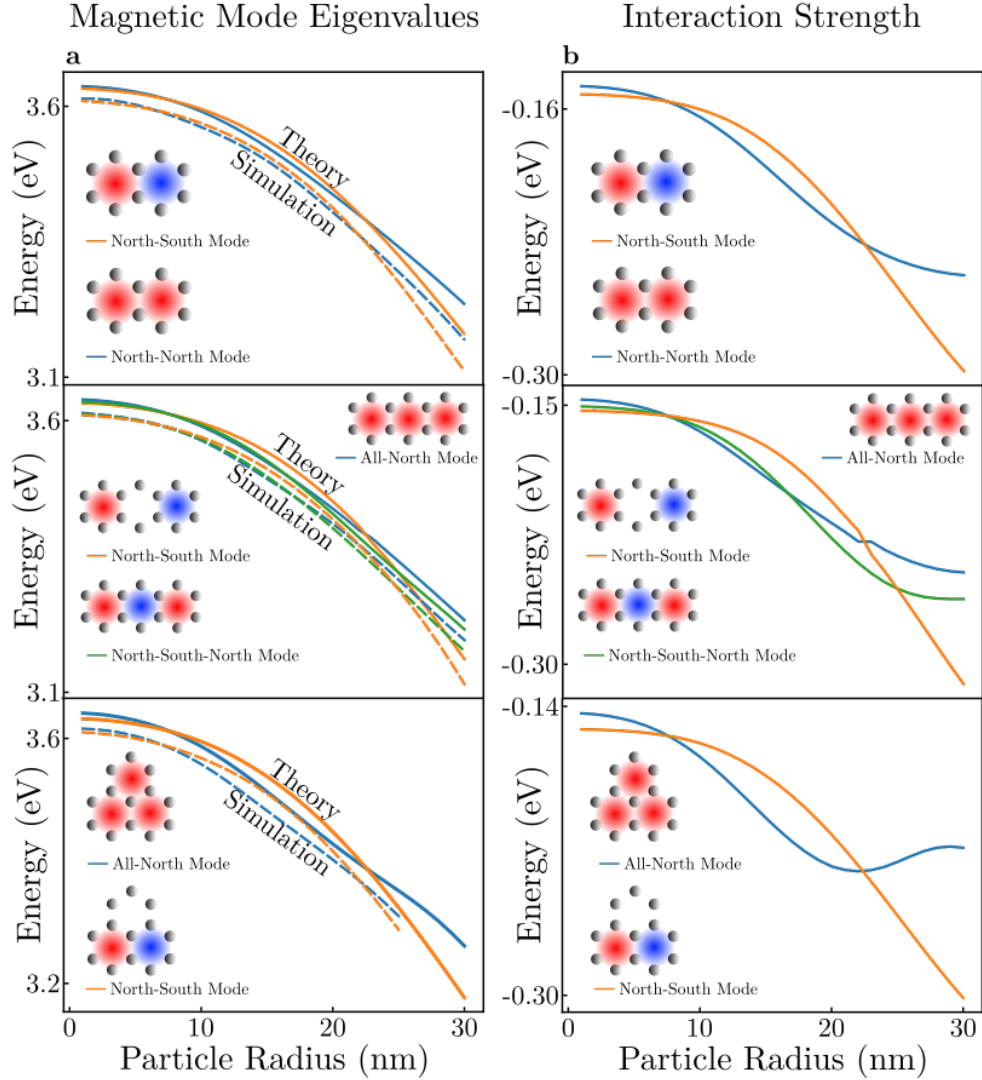 Magnetic Mode Eigenvalues
Interaction Strength
a
3.6
Energy (eV)
3.1
Theory
Simulation
North-South Mode
North-North Mode
b
-0.16
Energy (eV)
-0.30
North-South Mode
North-North Mode
3.6
Energy (eV)
3.1
Theory
Simulation
All-North Mode
North-South Mode
North-South-North Mode
-0.15
Energy (eV)
-0.30
All-North Mode
North-South Mode
North-South-North Mode
3.6
Energy (eV)
3.2
Theory
Simulation
All-North Mode
North-South Mode
0
10
20
30
Particle Radius (nm)
-0.14
Energy (eV)
-0.30
All-North Mode
North-South Mode
0
10
20
30
Particle Radius (nm)